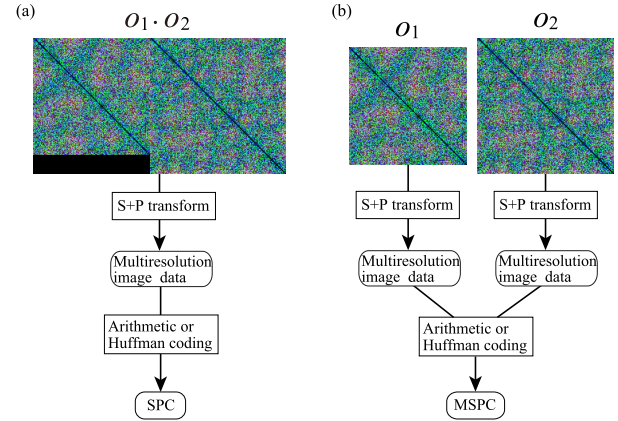 (a)
O1 · O2
S+P transform
Multiresolution
image data
Arithmetic or
Huffman coding
SPC
(b)
O1
O2
S+P transform
S+P transform
Multiresolution
image data
Multiresolution
image data
Arithmetic or
Huffman coding
MSPC